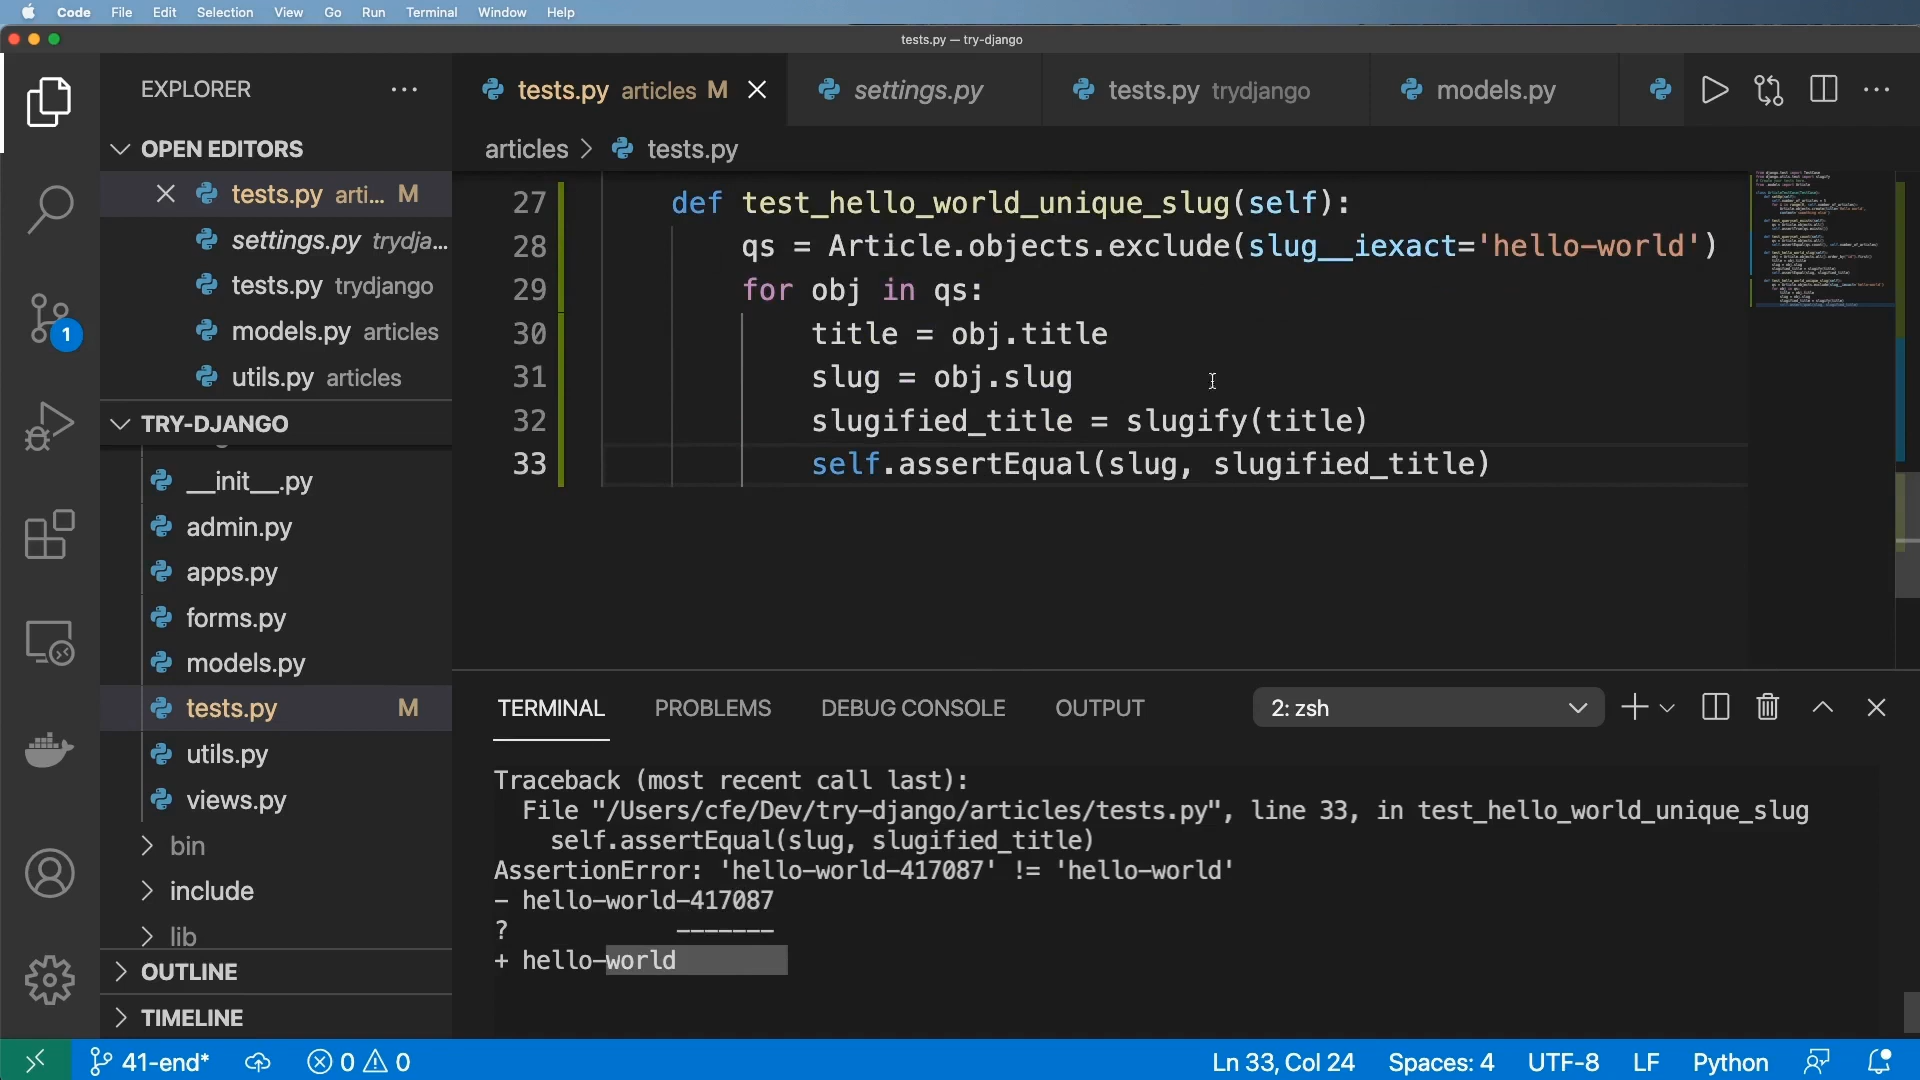 Code File Edit Selection View Go Run Terminal Window Help
tests.py — try-django
EXPLORER
tests.py articles M
settings.py
tests.py trydjango
models.py
OPEN EDITORS
articles > tests.py
tests.py arti... M
settings.py trydja...
tests.py trydjango
models.py articles
utils.py articles
TRY-DJANGO
__init__.py
admin.py
apps.py
forms.py
models.py
tests.py M
utils.py
views.py
bin
include
lib
OUTLINE
TIMELINE
1
27 def test_hello_world_unique_slug(self):
28 qs = Article.objects.exclude(slug__iexact='hello-world')
29 for obj in qs:
30 title = obj.title
31 slug = obj.slug
32 slugified_title = slugify(title)
33 self.assertEqual(slug, slugified_title)
TERMINAL PROBLEMS DEBUG CONSOLE OUTPUT 2: zsh
Traceback (most recent call last):
File "/Users/cfe/Dev/try-django/articles/tests.py", line 33, in test_hello_world_unique_slug
self.assertEqual(slug, slugified_title)
AssertionError: 'hello-world-417087' != 'hello-world'
- hello-world-417087
? -------
+ hello-world
41-end* 0 0 Ln 33, Col 24 Spaces: 4 UTF-8 LF Python